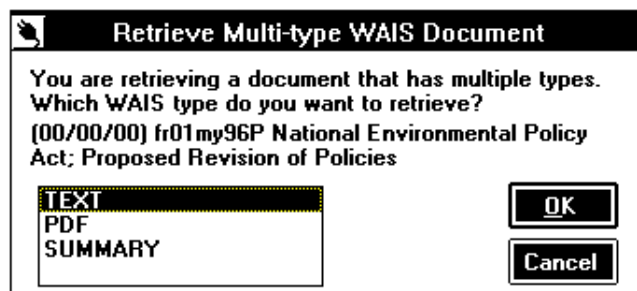 Retrieve Multi-type WAIS Document
You are retrieving a document that has multiple types.
Which WAIS type do you want to retrieve?
(00/00/00) fr01my96P National Environmental Policy
Act; Proposed Revision of Policies
TEXT
PDF
SUMMARY
OK
Cancel